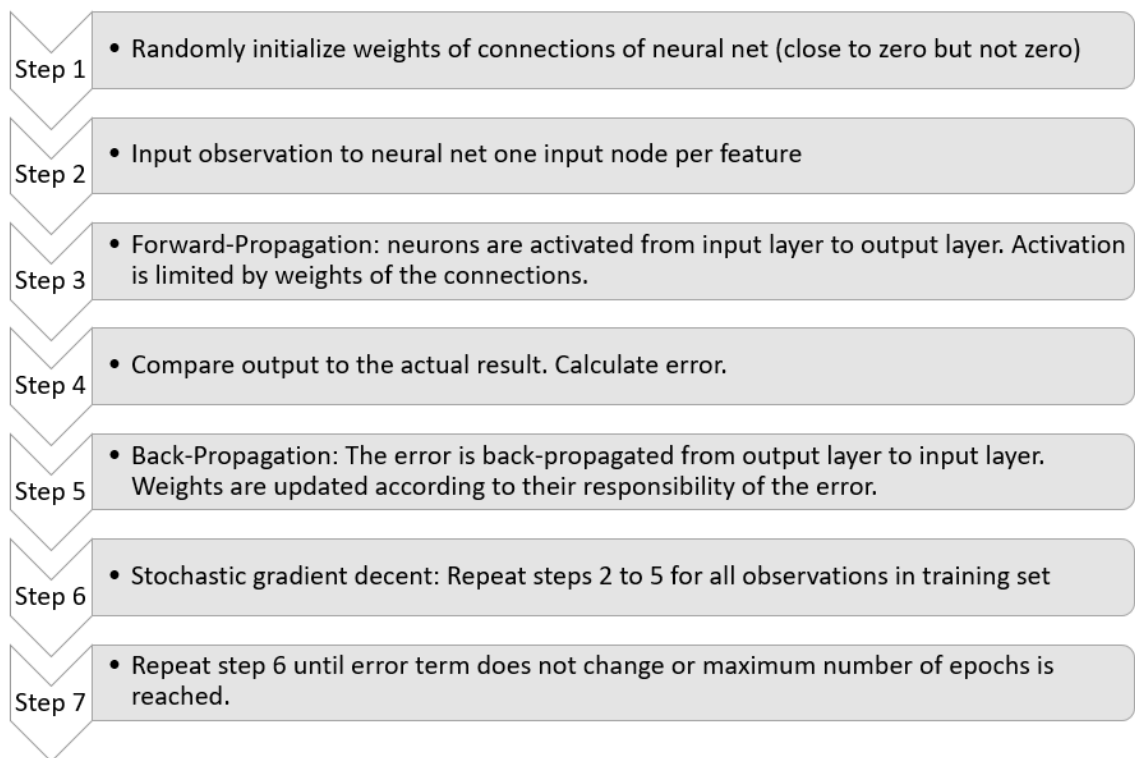 Step 1
• Randomly initialize weights of connections of neural net (close to zero but not zero)
Step 2
• Input observation to neural net one input node per feature
Step 3
• Forward-Propagation: neurons are activated from input layer to output layer. Activation
is limited by weights of the connections.
Step 4
• Compare output to the actual result. Calculate error.
Step 5
• Back-Propagation: The error is back-propagated from output layer to input layer.
Weights are updated according to their responsibility of the error.
Step 6
• Stochastic gradient decent: Repeat steps 2 to 5 for all observations in training set
Step 7
• Repeat step 6 until error term does not change or maximum number of epochs is
reached.